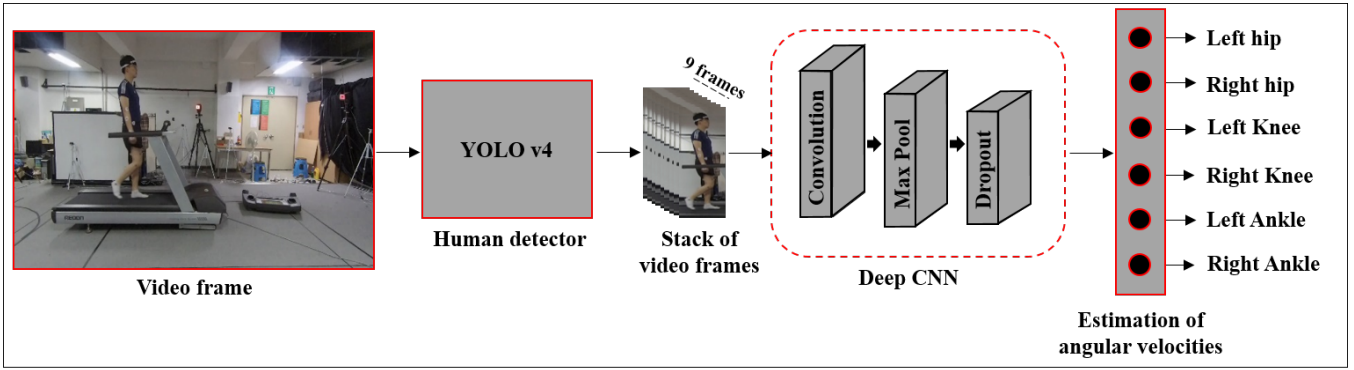 Video frame
YOLO v4
Human detector
9 frames
Stack of
video frames
Convolution
Max Pool
Dropout
Deep CNN
Left hip
Right hip
Left Knee
Right Knee
Left Ankle
Right Ankle
Estimation of
angular velocities